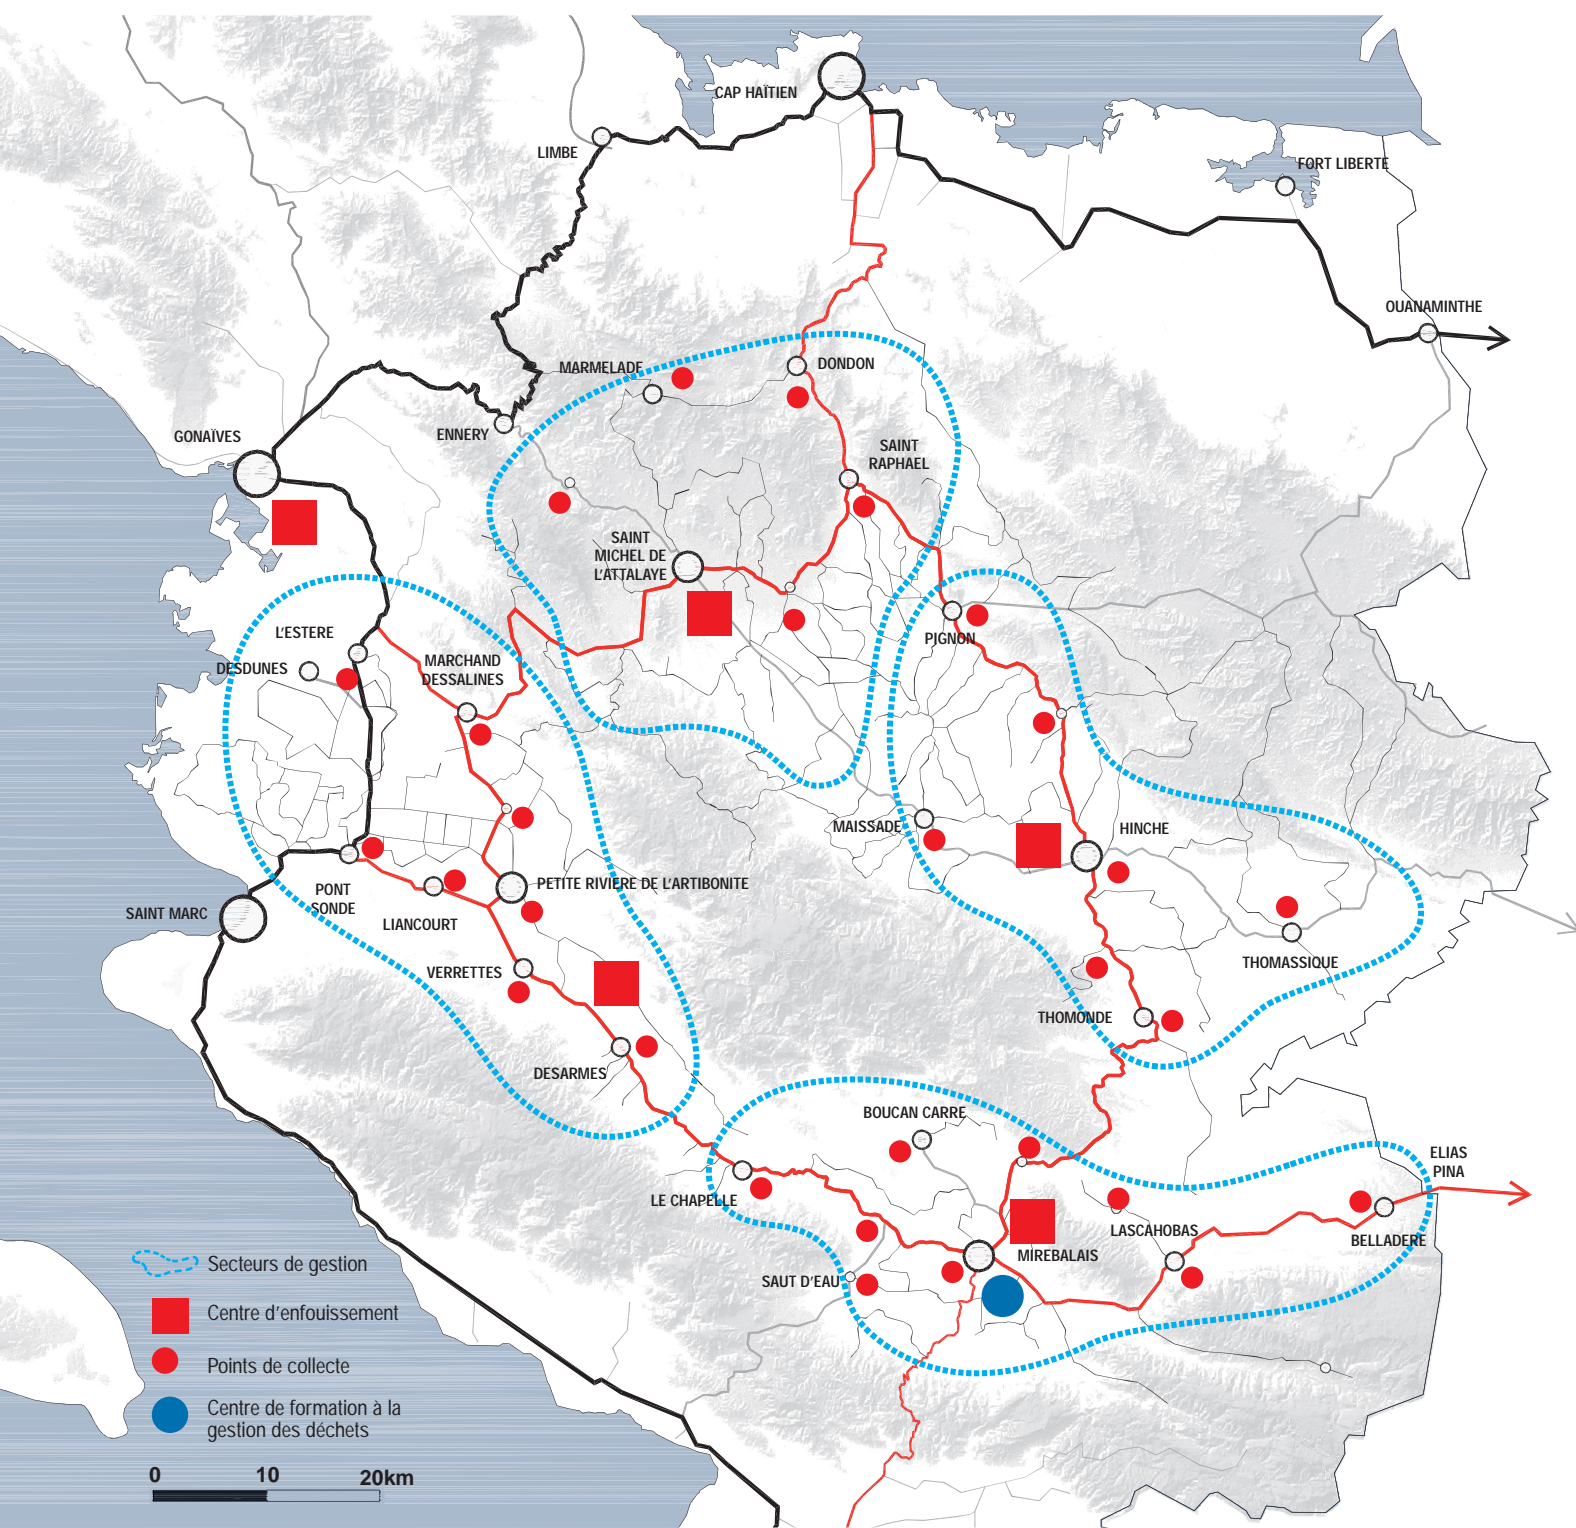 CAP HAÏTIEN
LIMBE
FORT LIBERTE
OUANAMINTHE
MARMELADE
DONDON
ENNERY
GONAÏVES
SAINT
RAPHAEL
SAINT
MICHEL DE
L'ATTALAYE
L'ESTERE
DESDUNES
MARCHAND
DESSALINES
PIGNON
MAISSADE
HINCHE
PETITE RIVIERE DE L'ARTIBONITE
PONT
SONDE
SAINT MARC
LIANCOURT
VERRETTES
THOMASSIQUE
THOMONDE
DESARMES
BOUCAN CARRE
ELIAS
PINA
LE CHAPELLE
LASCAHOBAS
BELLADERE
MIREBALAIS
SAUT D'EAU
Secteurs de gestion
Centre d'enfouissement
Points de collecte
Centre de formation à la
gestion des déchets
0 10 20km